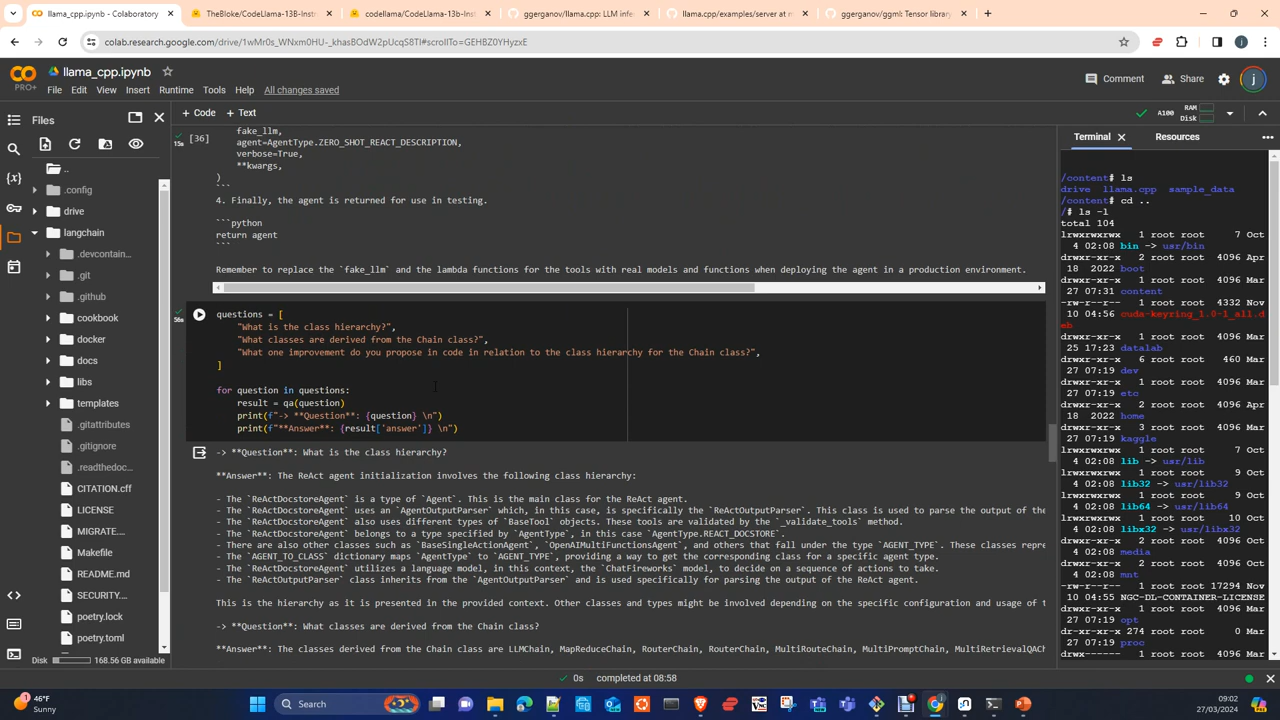 llama_cpp.ipynb - Colaboratory
TheBloke/CodeLlama-13B-Instr
codellama/CodeLlama-13b-Instr
ggerganov/llama.cpp: LLM infe
llama.cpp/examples/server at m
ggerganov/ggml: Tensor library
colab.research.google.com/drive/1wMr0s_WNxm0HU-_khasBOdW2pUcqS8Tl#scrollTo=GEHBZ0YHyzxE
PRO+
llama_cpp.ipynb
File Edit View Insert Runtime Tools Help All changes saved
Comment Share j
Files
+ Code + Text
A100 RAM Disk
..
.config
drive
langchain
.devcontain...
.git
.github
cookbook
docker
docs
libs
templates
.gitattributes
.gitignore
.readthedoc...
CITATION.cff
LICENSE
MIGRATE....
Makefile
README.md
SECURITY....
poetry.lock
poetry.toml
Disk 168.56 GB available
15s [36]
fake_llm,
agent=AgentType.ZERO_SHOT_REACT_DESCRIPTION,
verbose=True,
**kwargs,
)
```
4. Finally, the agent is returned for use in testing.
```python
return agent
```
Remember to replace the `fake_llm` and the lambda functions for the tools with real models and functions when deploying the agent in a production environment.
56s
questions = [
"What is the class hierarchy?",
"What classes are derived from the Chain class?",
"What one improvement do you propose in code in relation to the class hierarchy for the Chain class?",
]
for question in questions:
result = qa(question)
print(f"-> **Question**: {question} \n")
print(f"**Answer**: {result['answer']} \n")
-> **Question**: What is the class hierarchy?
**Answer**: The ReAct agent initialization involves the following class hierarchy:
- The `ReActDocstoreAgent` is a type of `Agent`. This is the main class for the ReAct agent.
- The `ReActDocstoreAgent` uses an `AgentOutputParser` which, in this case, is specifically the `ReActOutputParser`. This class is used to parse the output of
- The `ReActDocstoreAgent` also uses different types of `BaseTool` objects. These tools are validated by the `_validate_tools` method.
- The `ReActDocstoreAgent` belongs to a type specified by `AgentType`, in this case `AgentType.REACT_DOCSTORE`.
- There are also other classes such as `BaseSingleActionAgent`, `OpenAIMultiFunctionsAgent`, and others that fall under the type `AGENT_TYPE`. These classes repre
- The `AGENT_TO_CLASS` dictionary maps `AgentType` to `AGENT_TYPE`, providing a way to get the corresponding class for a specific agent type.
- The `ReActDocstoreAgent` utilizes a language model, in this context, the `ChatFireworks` model, to decide on a sequence of actions to take.
- The `ReActOutputParser` class inherits from the `AgentOutputParser` and is used specifically for parsing the output of the ReAct agent.
This is the hierarchy as it is presented in the provided context. Other classes and types might be involved depending on the specific configuration and usage of t
-> **Question**: What classes are derived from the Chain class?
**Answer**: The classes derived from the Chain class are LLMChain, MapReduceChain, RouterChain, RouterChain, MultiRouteChain, MultiPromptChain, MultiRetrievalQACh
0s completed at 08:58
Terminal Resources
/content# ls
drive llama.cpp sample_data
/content# cd ..
/# ls -l
total 104
lrwxrwxrwx 1 root root 7 Oct
4 02:08 bin -> usr/bin
drwxr-xr-x 2 root root 4096 Apr
18 2022 boot
drwxr-xr-x 1 root root 4096 Mar
27 07:31 content
-rw-r--r-- 1 root root 4332 Nov
10 04:56 cuda-keyring_1.0-1_all.d
eb
drwxr-xr-x 1 root root 4096 Mar
25 17:23 datalab
drwxr-xr-x 6 root root 460 Mar
27 07:19 dev
drwxr-xr-x 1 root root 4096 Mar
27 07:19 etc
drwxr-xr-x 2 root root 4096 Apr
18 2022 home
drwxr-xr-x 3 root root 4096 Mar
27 07:19 kaggle
lrwxrwxrwx 1 root root 7 Oct
4 02:08 lib -> usr/lib
lrwxrwxrwx 1 root root 9 Oct
4 02:08 lib32 -> usr/lib32
lrwxrwxrwx 1 root root 9 Oct
4 02:08 lib64 -> usr/lib64
lrwxrwxrwx 1 root root 10 Oct
4 02:08 libx32 -> usr/libx32
drwxr-xr-x 2 root root 4096 Oct
4 02:08 media
drwxr-xr-x 2 root root 4096 Oct
4 02:08 mnt
-rw-r--r-- 1 root root 17294 Nov
10 04:55 NGC-DL-CONTAINER-LICENSE
drwxr-xr-x 1 root root 4096 Mar
27 07:19 opt
dr-xr-xr-x 274 root root 0 Mar
27 07:19 proc
drwx------ 1 root root 4096 Mar
46°F
Sunny
Search
09:02
27/03/2024